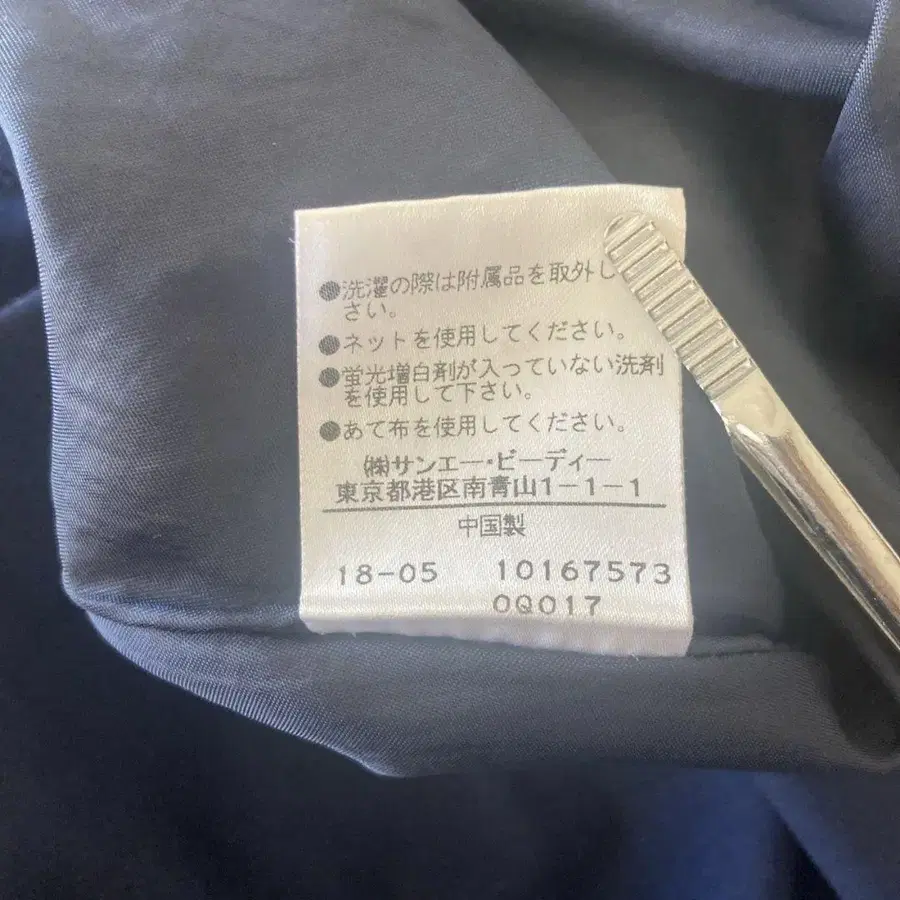 ●洗濯の際は附属品を取外し
さい。
●ネットを使用してください。
●蛍光増白剤が入っていない洗剤
を使用して下さい。
●あて布を使用してください。
㈱サンエー・ビーディー
東京都港区南青山1-1-1
中国製
18-05 10167573
0Q017